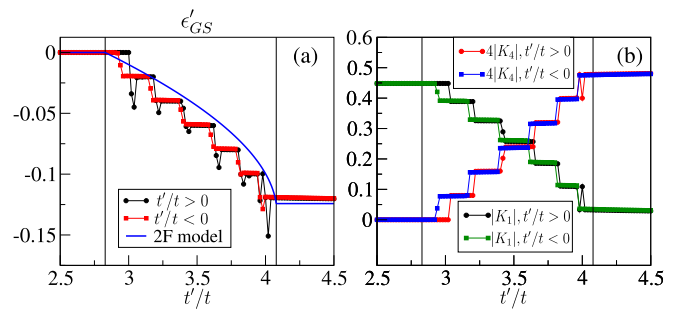 ϵ′_GS
(a)
0
-0.05
-0.1
-0.15
t′/t > 0
t′/t < 0
2F model
2.5 3 3.5 4 4.5
t′/t
(b)
0.6
0.5
0.4
0.3
0.2
0.1
0
4|K₄|, t′/t > 0
4|K₄|, t′/t < 0
|K₁|, t′/t > 0
|K₁|, t′/t < 0
2.5 3 3.5 4 4.5
t′/t